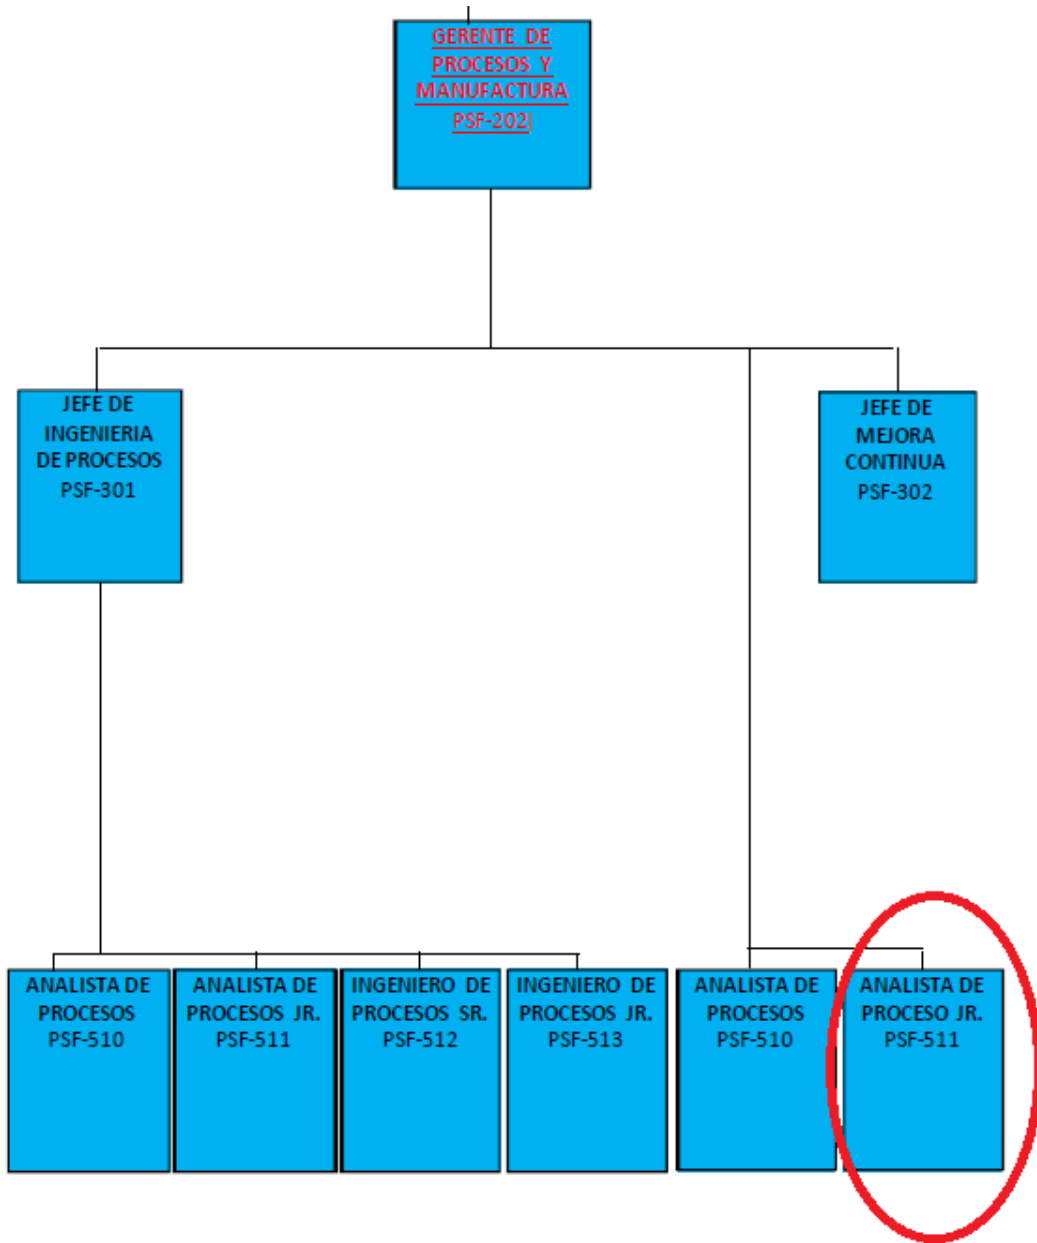 GERENTE DE
PROCESOS Y
MANUFACTURA
PSF-202
JEFE DE
INGENIERIA
DE PROCESOS
PSF-301
JEFE DE
MEJORA
CONTINUA
PSF-302
ANALISTA DE
PROCESOS
PSF-510
ANALISTA DE
PROCESOS JR.
PSF-511
INGENIERO DE
PROCESOS SR.
PSF-512
INGENIERO DE
PROCESOS JR.
PSF-513
ANALISTA DE
PROCESOS
PSF-510
ANALISTA DE
PROCESO JR.
PSF-511